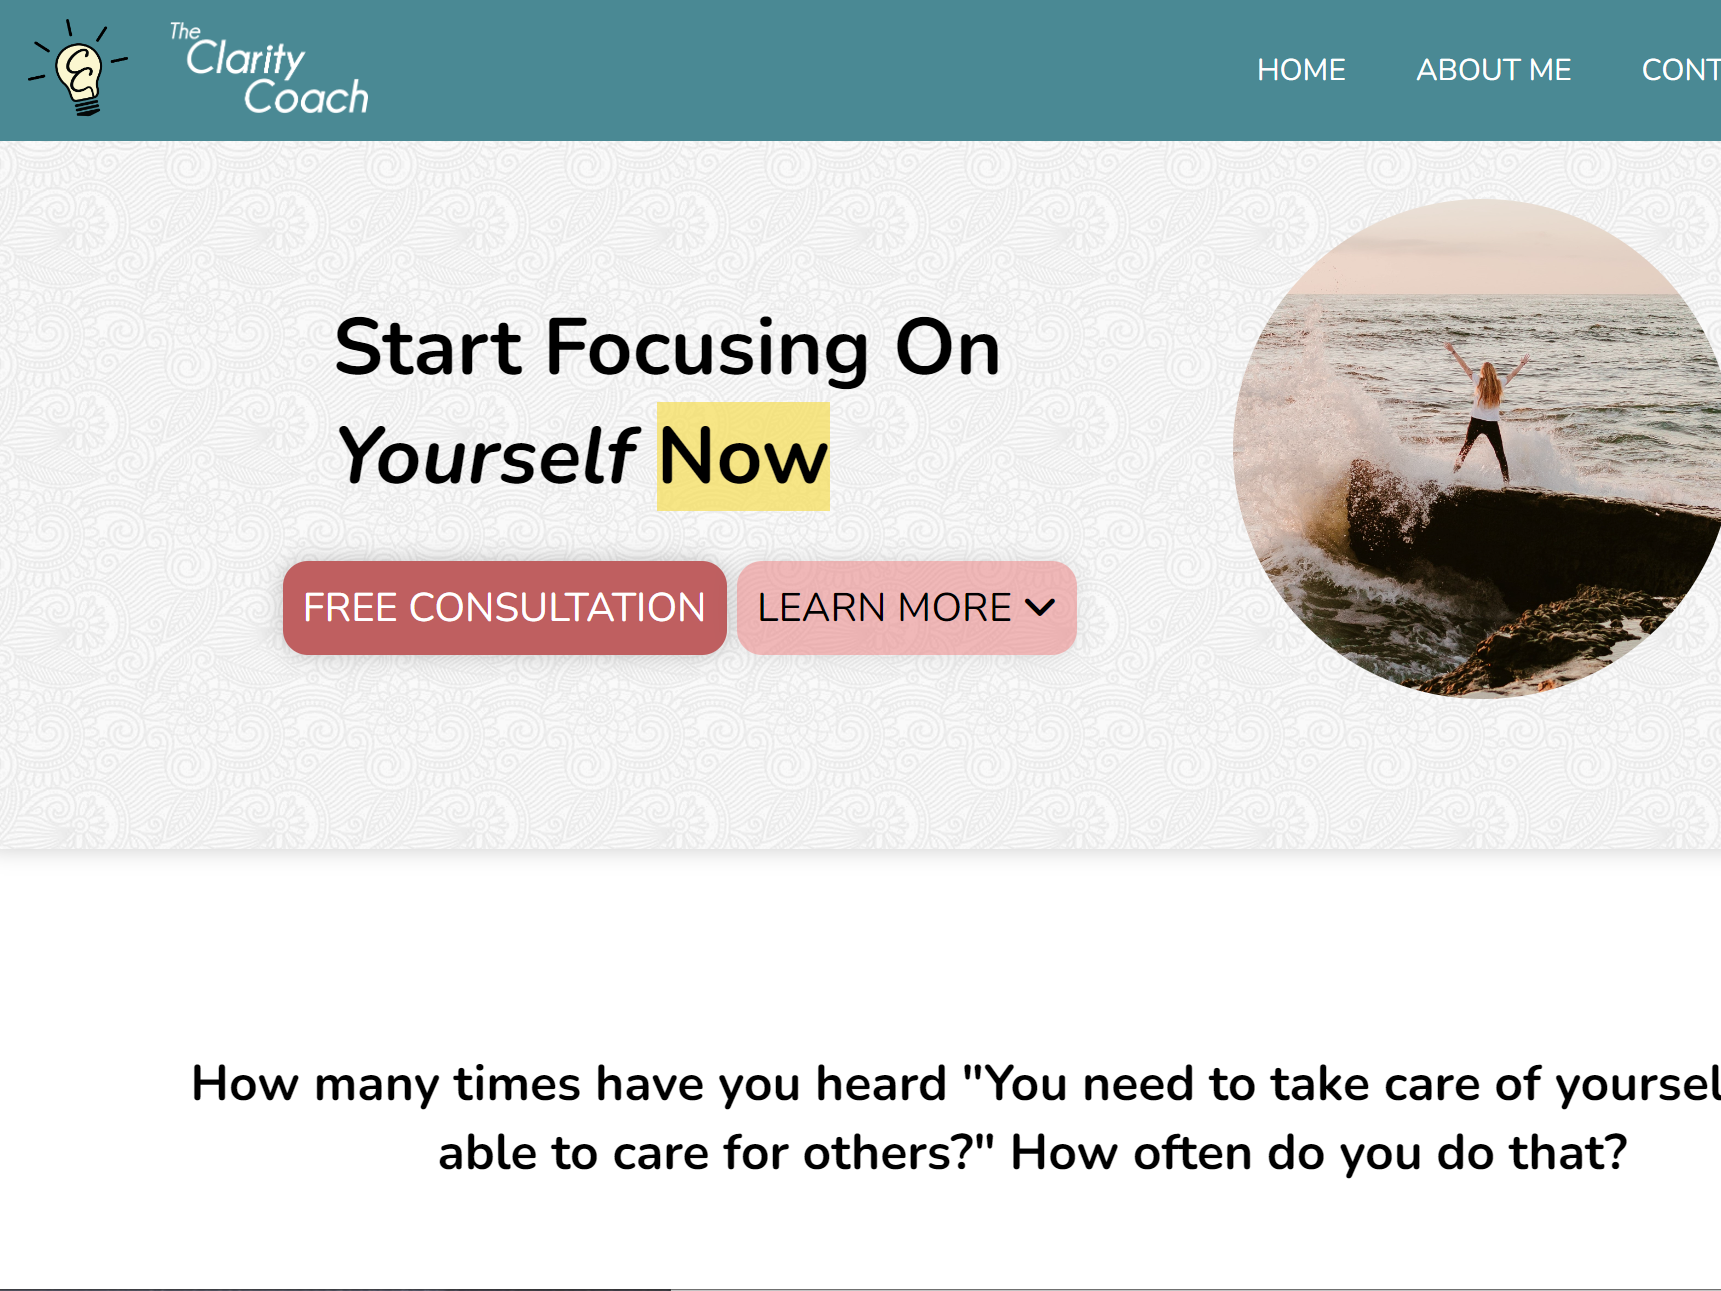 The
Clarity
Coach
HOME ABOUT ME CONT
Start Focusing On
Yourself Now
FREE CONSULTATION LEARN MORE
How many times have you heard "You need to take care of yoursel
able to care for others?" How often do you do that?